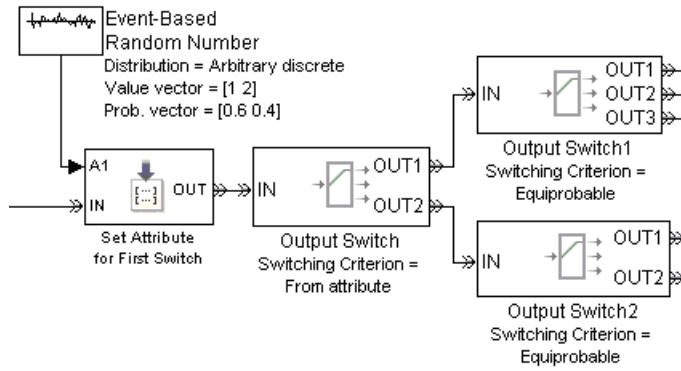 Event-Based
Random Number
Distribution = Arbitrary discrete
Value vector = [1 2]
Prob. vector = [0.6 0.4]
A1
IN
[...]
OUT
Set Attribute
for First Switch
IN
OUT1
OUT2
Output Switch
Switching Criterion =
From attribute
IN
OUT1
OUT2
OUT3
Output Switch1
Switching Criterion =
Equiprobable
IN
OUT1
OUT2
Output Switch2
Switching Criterion =
Equiprobable